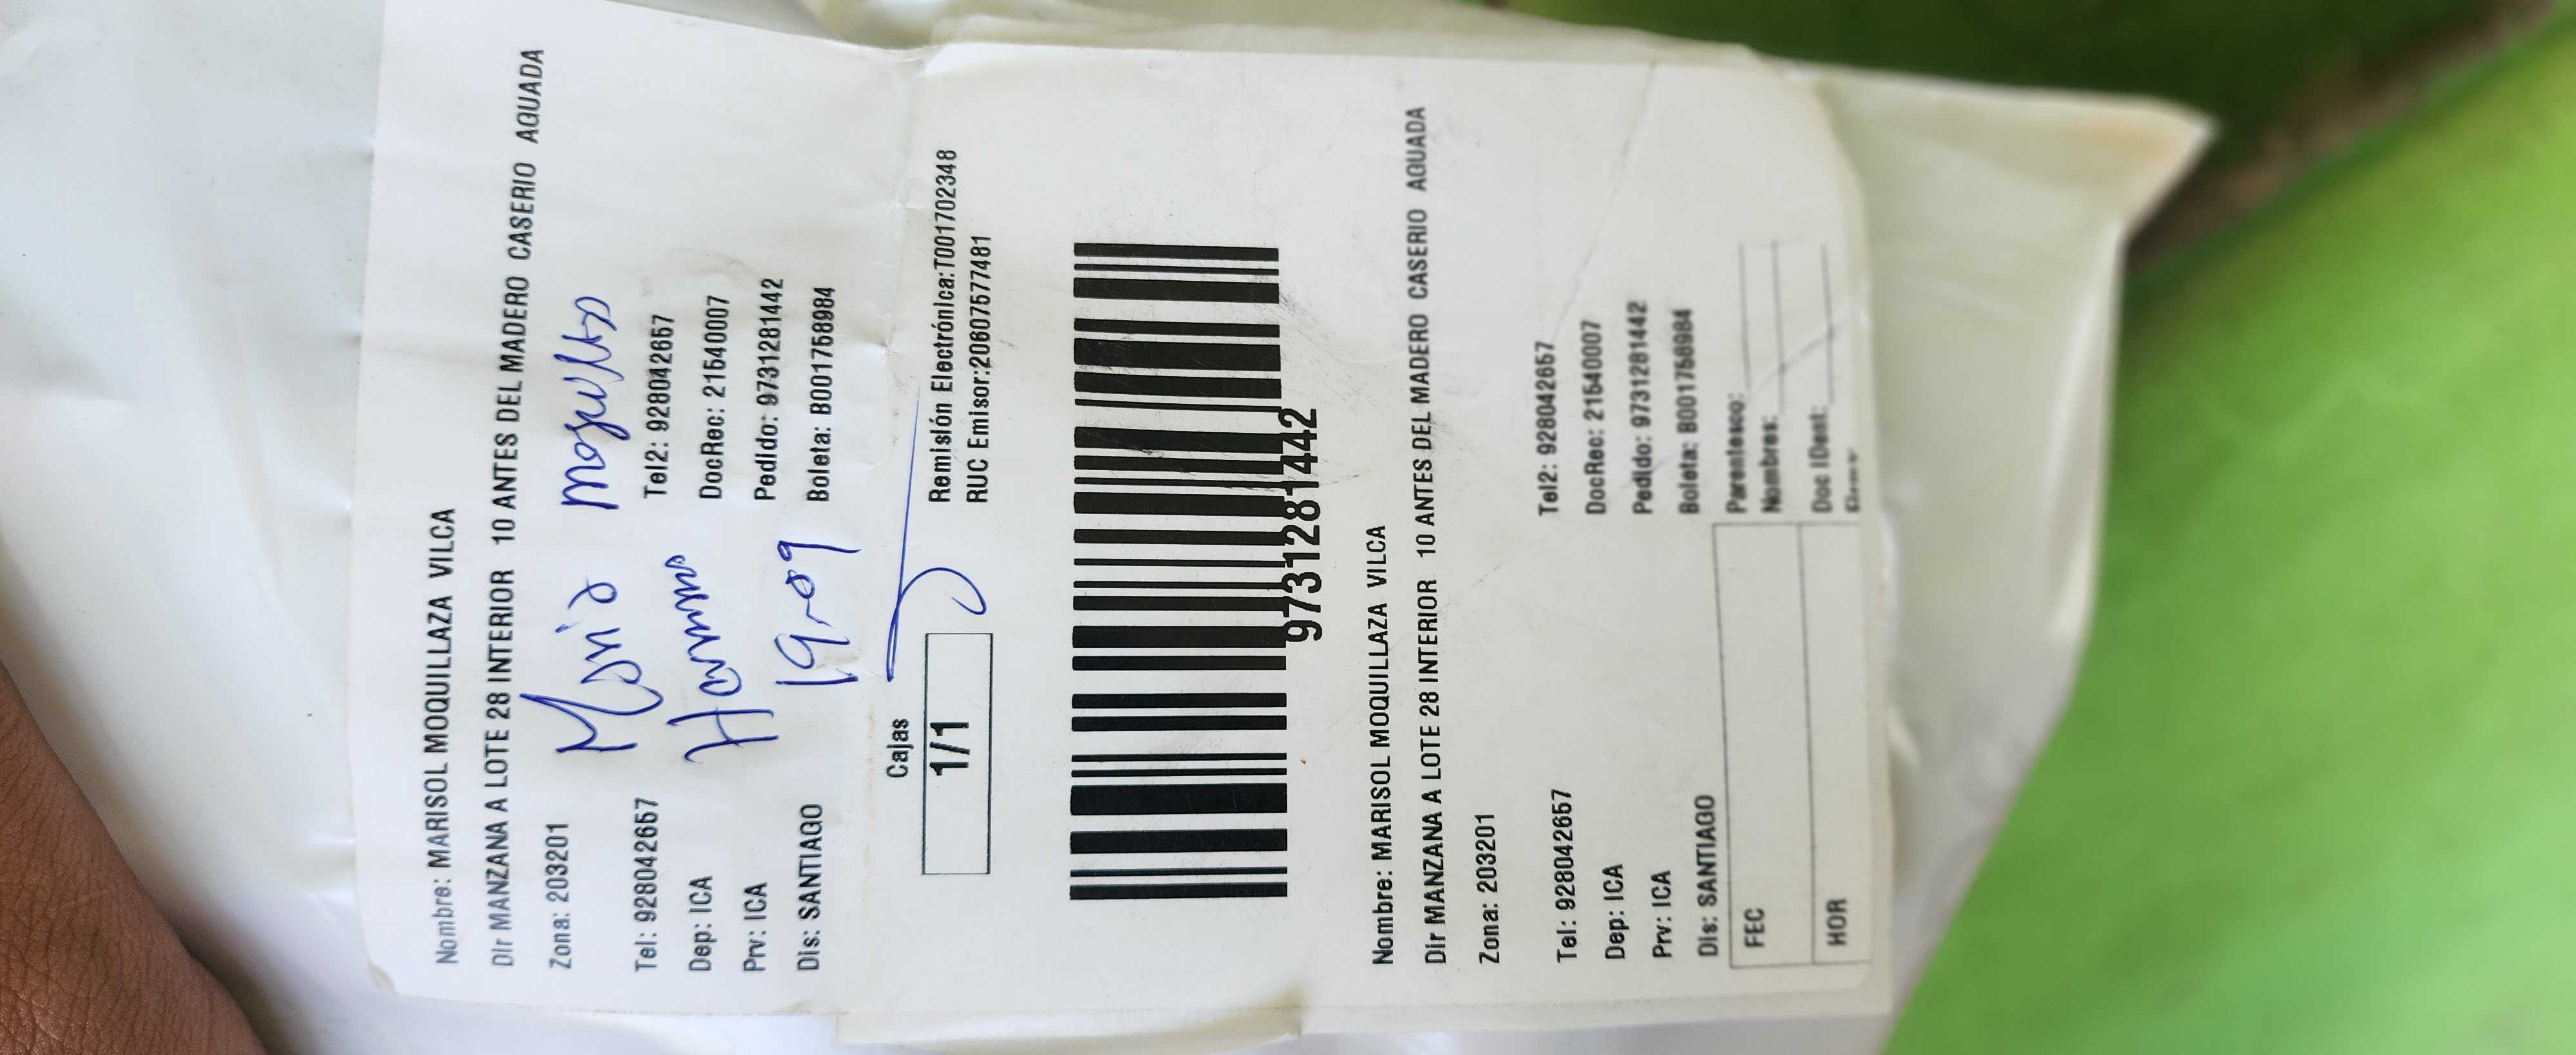 Nombre: MARISOL MOQUILLAZA VILCA
Dir MANZANA A LOTE 28 INTERIOR 10 ANTES DEL MADERO CASERIO AQUADA
Zona: 203201
Tel: 928042657 Tel2: 928042657
Dep: ICA DocRec: 21540007
Prv: ICA Pedido: 9731281442
Dis: SANTIAGO Boleta: B001758984
19-09
Cajas
1/1
Remisión Electrónica:T001702348
RUC Emisor:20607577481
9731281442
Nombre: MARISOL MOQUILLAZA VILCA
Dir MANZANA A LOTE 28 INTERIOR 10 ANTES DEL MADERO CASERIO AQUADA
Zona: 203201
Tel: 928042657 Tel2: 928042657
Dep: ICA DocRec: 21540007
Prv: ICA Pedido: 9731281442
Dis: SANTIAGO Boleta: B001758984
FEC Parentesco:
Nombres:
HOR Doc IDent: